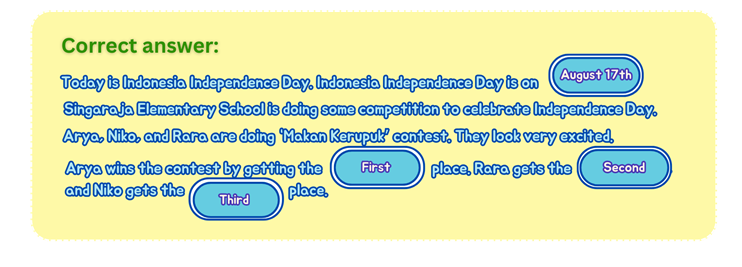 Correct answer:
Today is Indonesia Independence Day. Indonesia Independence Day is on August 17th
Singaraja Elementary School is doing some competition to celebrate Independence Day.
Arya, Niko, and Rara are doing 'Makan Kerupuk' contest. They look very excited.
Arya wins the contest by getting the First place. Rara gets the Second
and Niko gets the Third place.